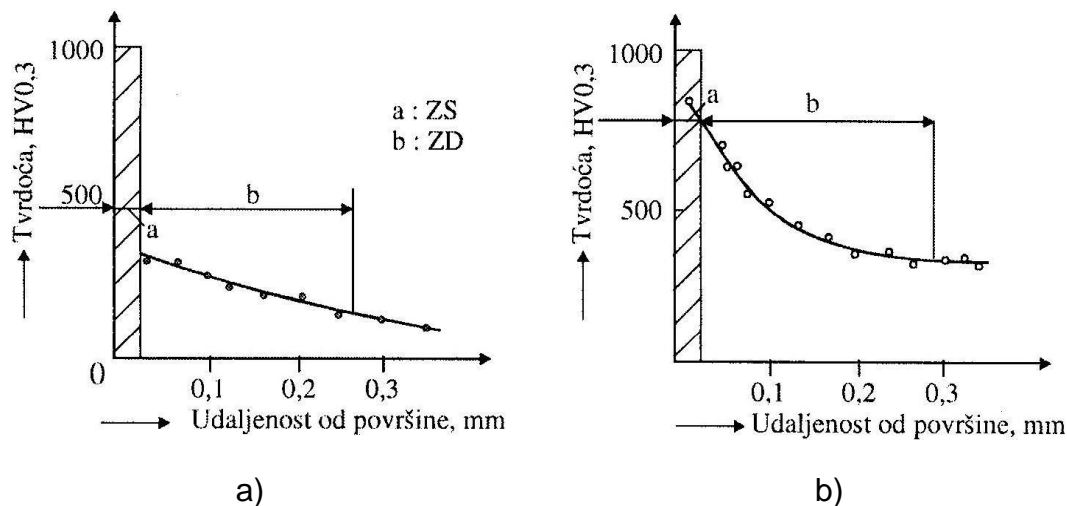 1000
500
0
Tvrdoća, HV0,3
a : ZS
b : ZD
b
a
0,1 0,2 0,3
Udaljenost od površine, mm
a)
1000
500
Tvrdoća, HV0,3
a
b
0,1 0,2 0,3
Udaljenost od površine, mm
b)